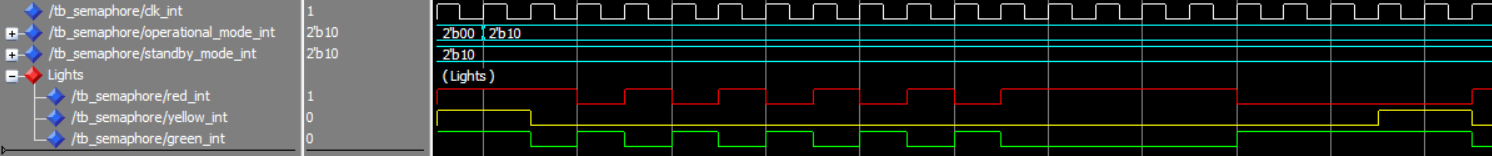 /tb_semaphore/clk_int 1
/tb_semaphore/operational_mode_int 2'b10 2'b00 2'b10
/tb_semaphore/standby_mode_int 2'b10 2'b10
Lights (Lights)
/tb_semaphore/red_int 1
/tb_semaphore/yellow_int 0
/tb_semaphore/green_int 0